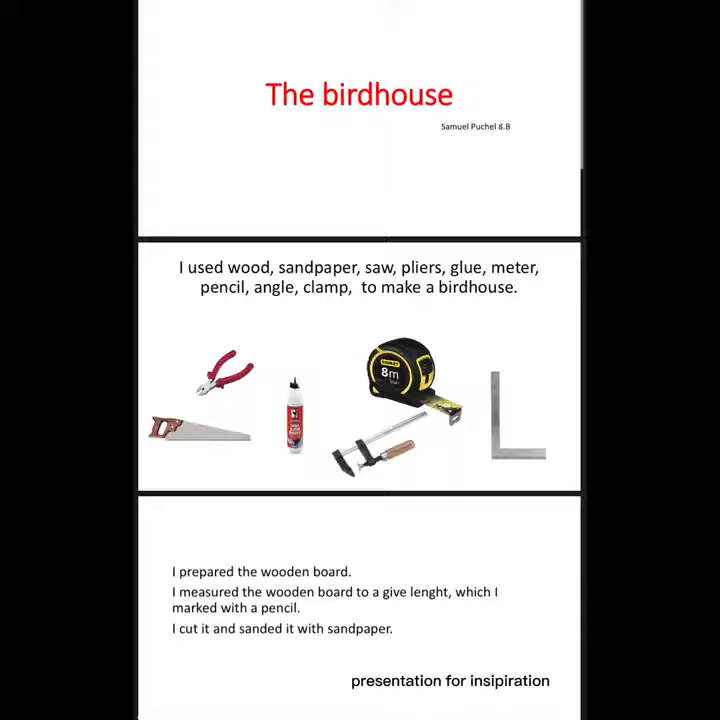 The birdhouse
Samuel Puchel 8.B
I used wood, sandpaper, saw, pliers, glue, meter,
pencil, angle, clamp,  to make a birdhouse.
STANLEY
8m
I prepared the wooden board.
I measured the wooden board to a give lenght, which I
marked with a pencil.
I cut it and sanded it with sandpaper.
presentation for insipiration